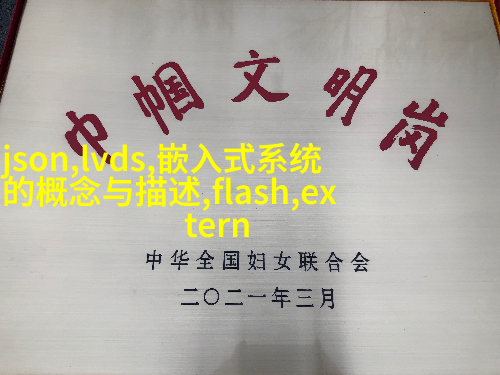 巾帼文明岗
json,lvds,嵌入式系统
的概念与描述,flash,ex
tern
中华全国妇女联合会
二〇二一年三月